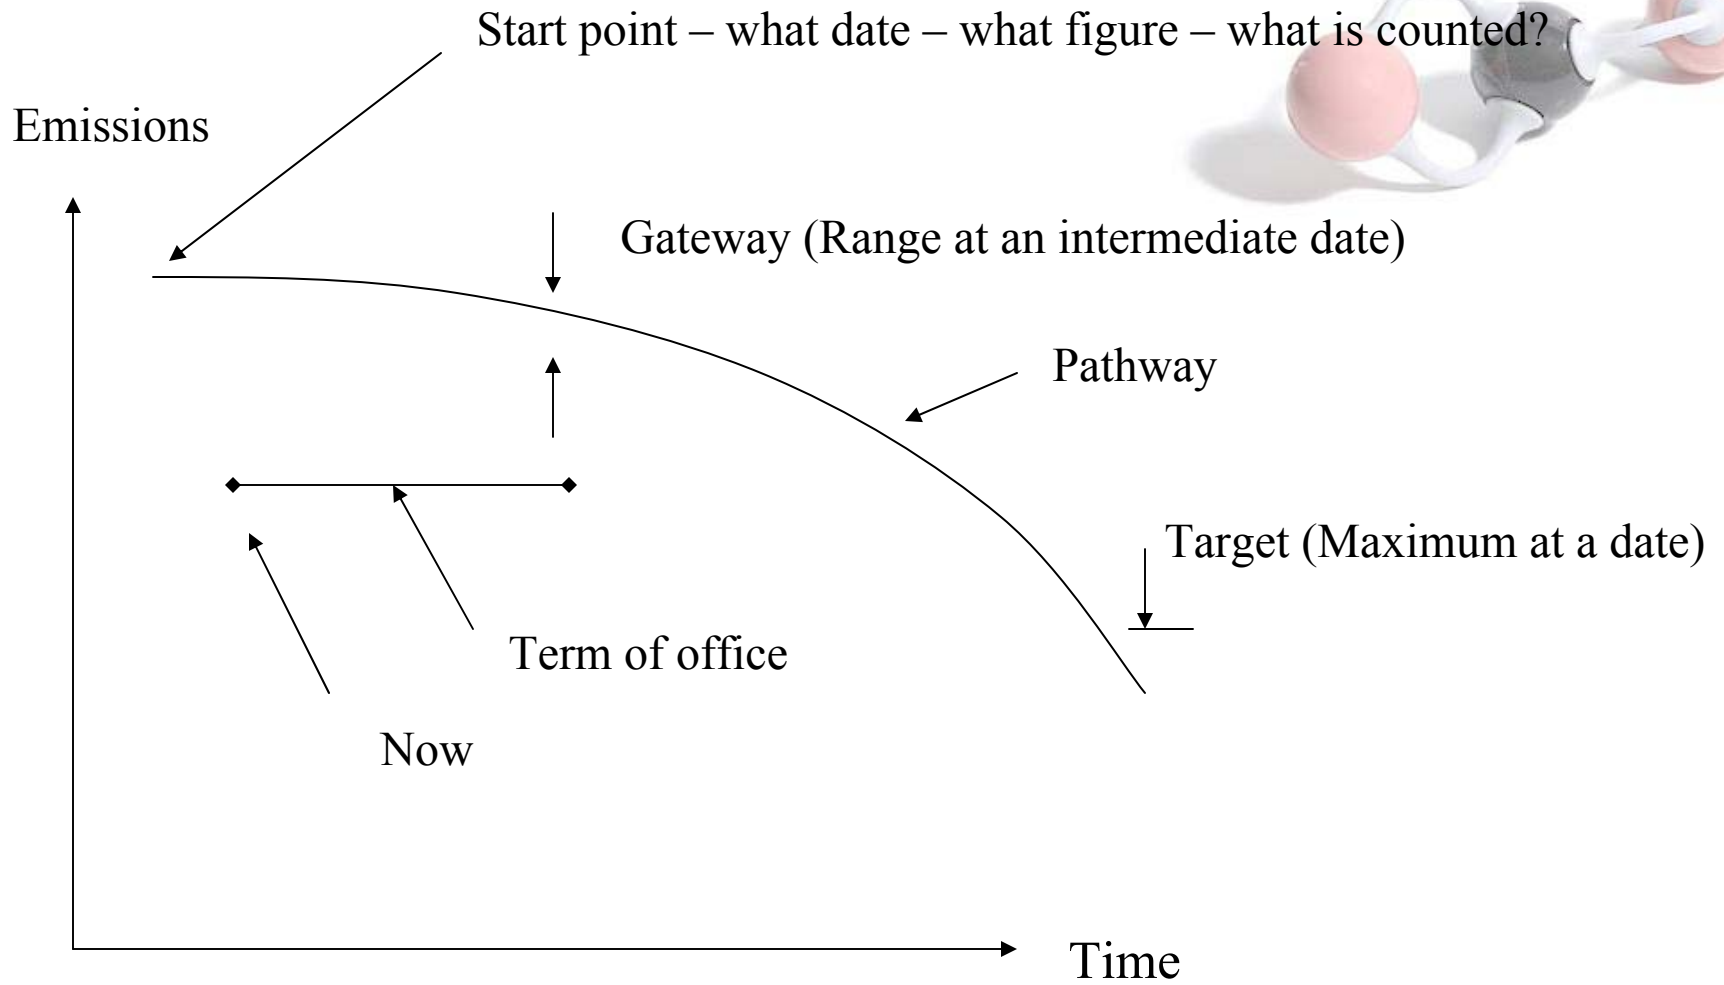 Start point – what date – what figure – what is counted?
Emissions
Gateway (Range at an intermediate date)
Pathway
Target (Maximum at a date)
Term of office
Now
Time